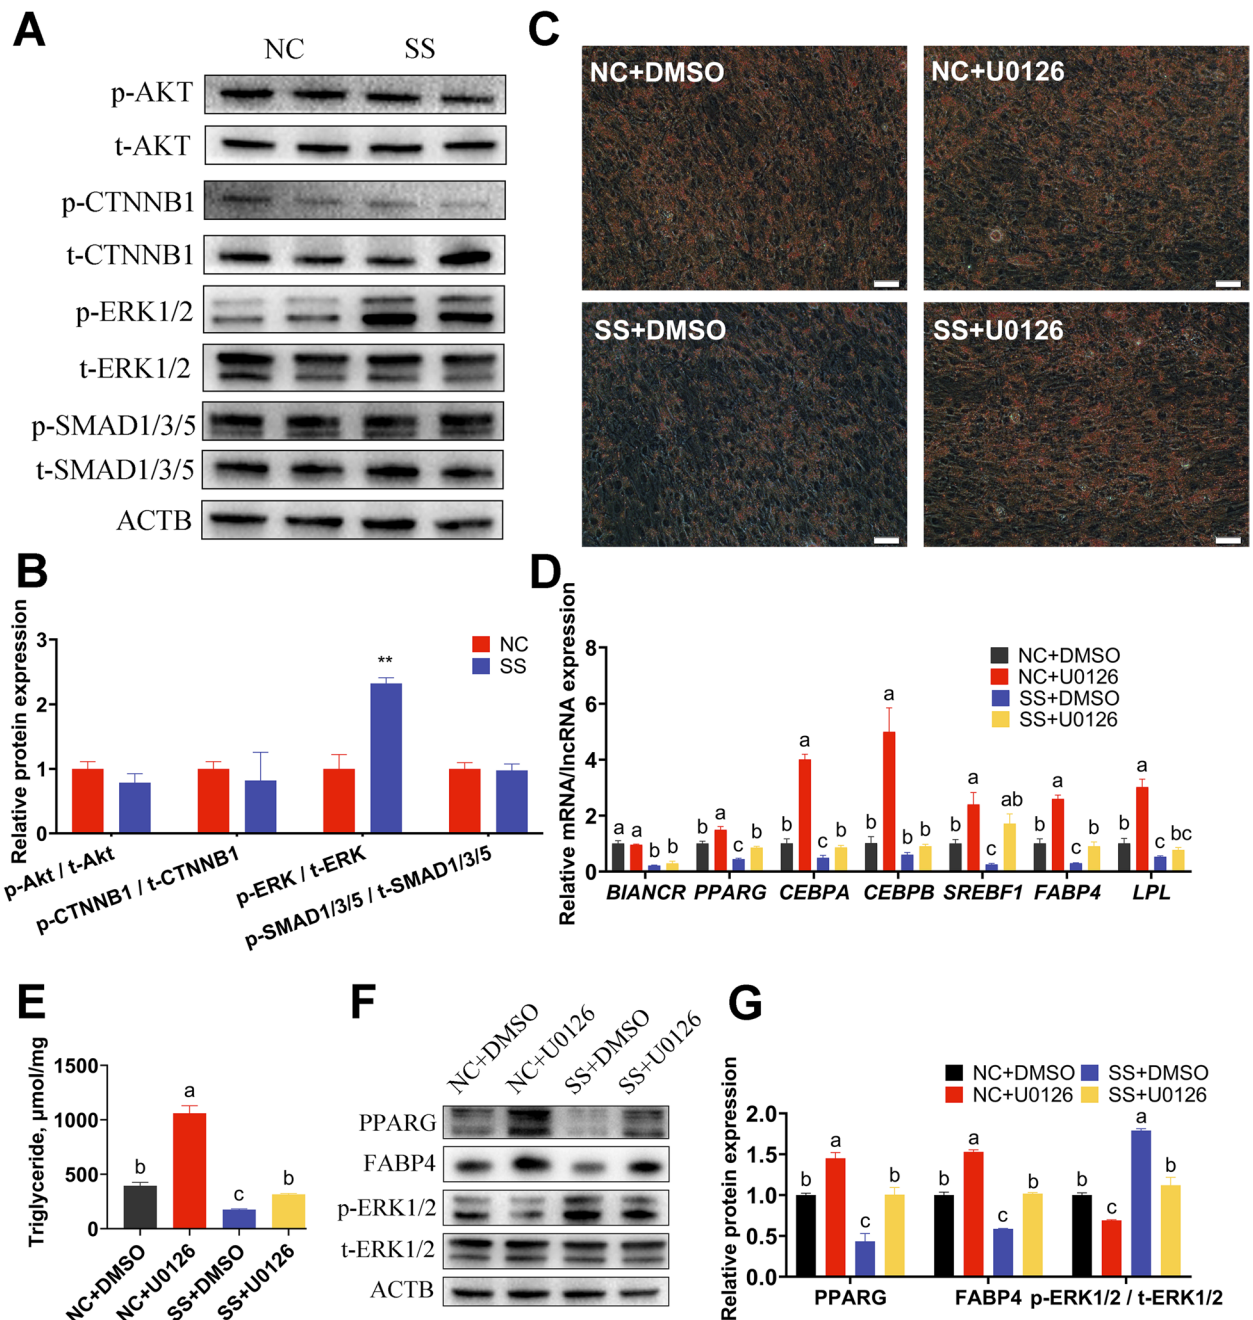 A
NC SS
p-AKT
t-AKT
p-CTNNB1
t-CTNNB1
p-ERK1/2
t-ERK1/2
p-SMAD1/3/5
t-SMAD1/3/5
ACTB
C
NC+DMSO NC+U0126
SS+DMSO SS+U0126
B
Relative protein expression
3
2
1
0
**
NC
SS
p-Akt / t-Akt
p-CTNNB1 / t-CTNNB1
p-ERK / t-ERK
p-SMAD1/3/5 / t-SMAD1/3/5
D
Relative mRNA/lncRNA expression
8
6
4
2
0
NC+DMSO
NC+U0126
SS+DMSO
SS+U0126
a a b b
b a c b
b a c b
b a b b
b a c ab
b a c b
b a c bc
BIANCR PPARG CEBPA CEBPB SREBF1 FABP4 LPL
E
Triglyceride, μmol/mg
1500
1000
500
0
b a c b
NC+DMSO
NC+U0126
SS+DMSO
SS+U0126
F
NC+DMSO
NC+U0126
SS+DMSO
SS+U0126
PPARG
FABP4
p-ERK1/2
t-ERK1/2
ACTB
G
Relative protein expression
2.0
1.5
1.0
0.5
0.0
NC+DMSO SS+DMSO
NC+U0126 SS+U0126
b a c b
b a c b
b c a b
PPARG FABP4 p-ERK1/2 / t-ERK1/2